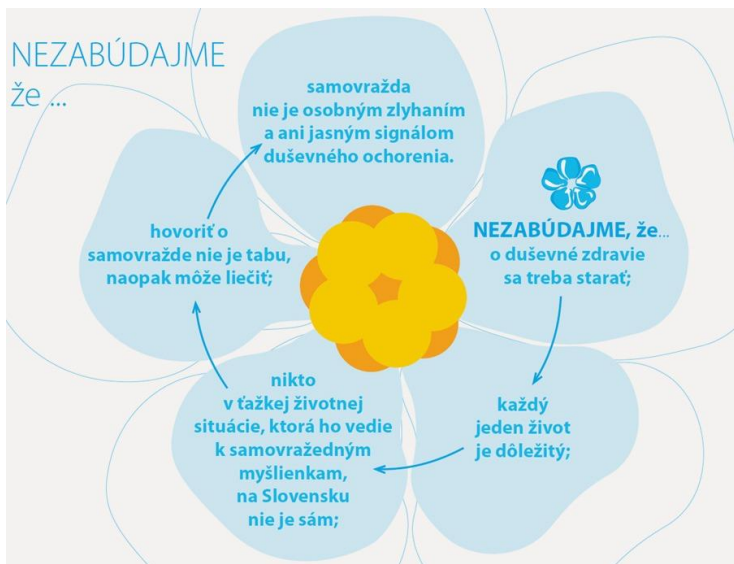 NEZABÚDAJME
že ...
NEZABÚDAJME, že...
o duševné zdravie
sa treba starať;
každý
jeden život
je dôležitý;
nikto
v ťažkej životnej
situácie, ktorá ho vedie
k samovražedným
myšlienkam,
na Slovensku
nie je sám;
hovoriť o
samovražde nie je tabu,
naopak môže liečiť;
samovražda
nie je osobným zlyhaním
a ani jasným signálom
duševného ochorenia.